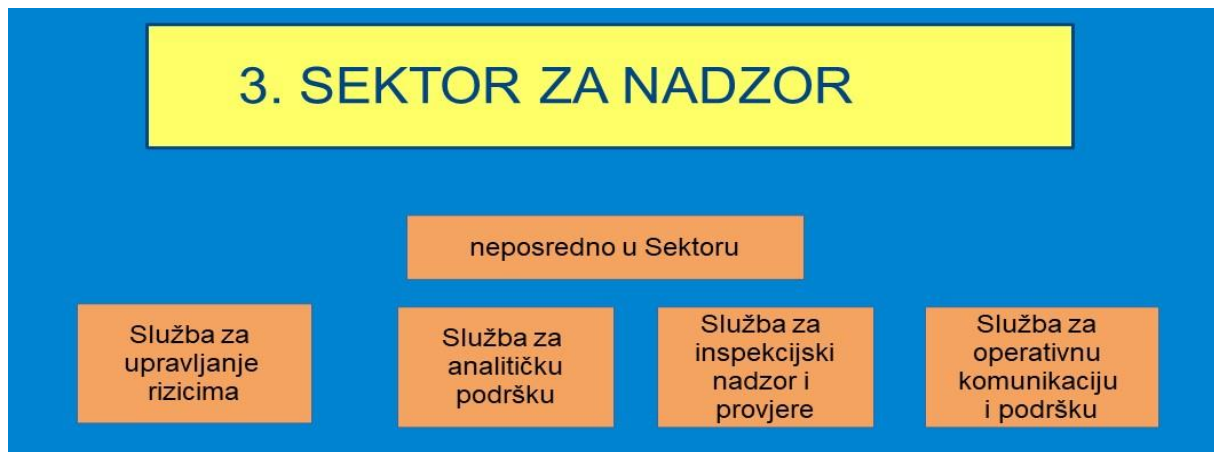 3. SEKTOR ZA NADZOR
neposredno u Sektoru
Služba za
upravljanje
rizicima
Služba za
analitičku
podršku
Služba za
inspekcijski
nadzor i
provjere
Služba za
operativnu
komunikaciju
i podršku